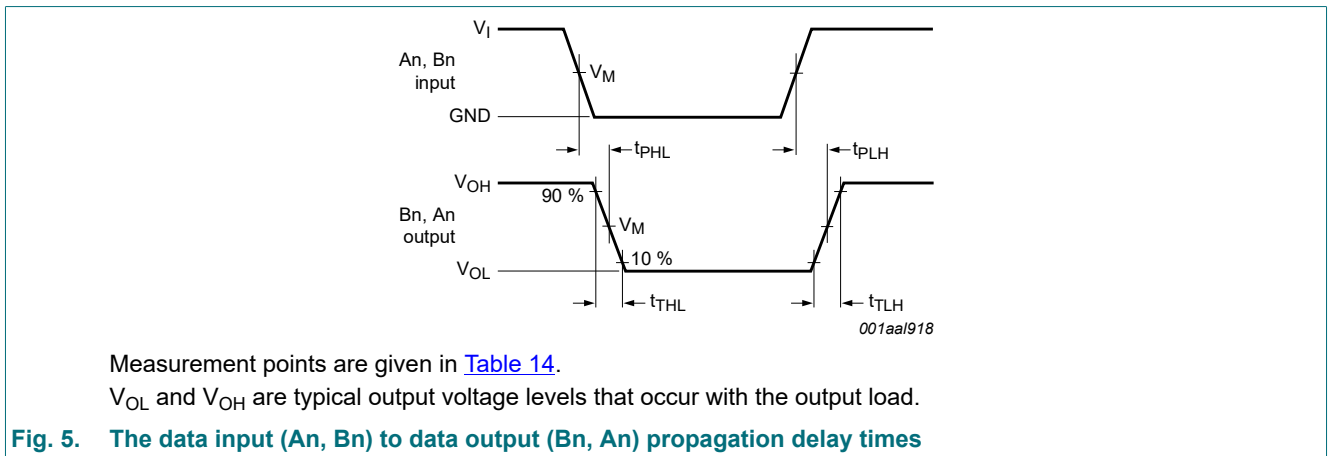 VI
An, Bn
input
VM
GND
tPHL
tPLH
VOH
90 %
Bn, An
output
VM
10 %
VOL
tTHL
tTLH
001aal918
Measurement points are given in Table 14.
VOL and VOH are typical output voltage levels that occur with the output load.
Fig. 5. The data input (An, Bn) to data output (Bn, An) propagation delay times